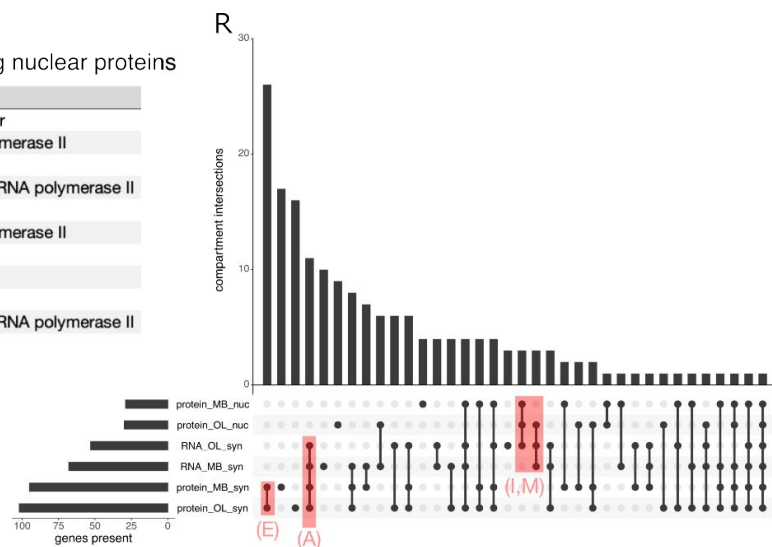 R
g nuclear proteins
r
merase II
RNA polymerase II
merase II
RNA polymerase II
30
20
10
0
compartment intersections
protein_MB_nuc
protein_OL_nuc
RNA_OL_syn
RNA_MB_syn
protein_MB_syn
protein_OL_syn
(E)
(A)
(I,M)
100
75
50
25
0
genes present